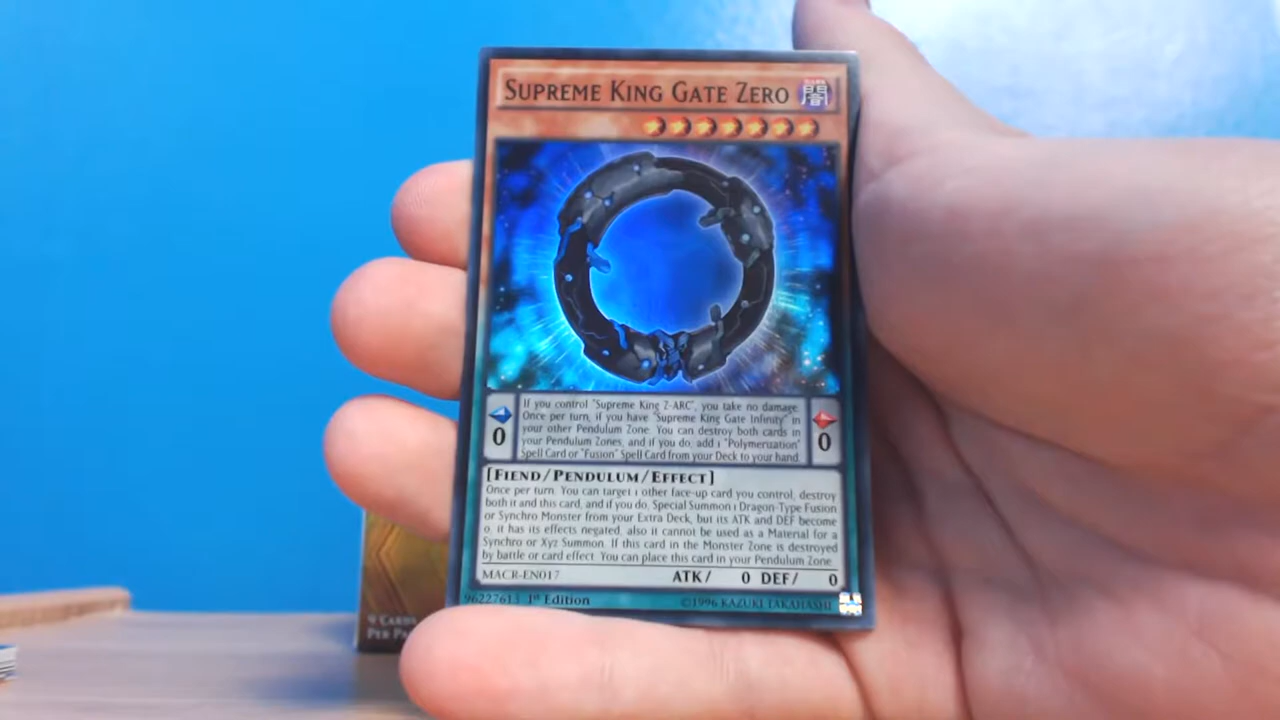 SUPREME KING GATE ZERO
闇
If you control "Supreme King Z-ARC", you take no damage.
Once per turn, if you have "Supreme King Gate Infinity" in
your other Pendulum Zone: You can destroy both cards in
your Pendulum Zones, and if you do, add 1 "Polymerization"
Spell Card or "Fusion" Spell Card from your Deck to your hand.
0
0
[FIEND/PENDULUM/EFFECT]
Once per turn: You can target 1 other face-up card you control; destroy
both it and this card, and if you do, Special Summon 1 Dragon-Type Fusion
or Synchro Monster from your Extra Deck, but its ATK and DEF become
0, it has its effects negated, also it cannot be used as a Material for a
Synchro or Xyz Summon. If this card in the Monster Zone is destroyed
by battle or card effect: You can place this card in your Pendulum Zone.
MACR-EN017 ATK/ 0 DEF/ 0
96227613 1st Edition ©1996 KAZUKI TAKAHASHI
9 CARDS
PER PA